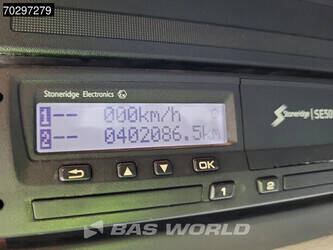 70297279
Stoneridge Electronics
1-- 000km/h
2-- 0402086.5km
OK
Stoneridge | SE50
1
2
BAS WORLD